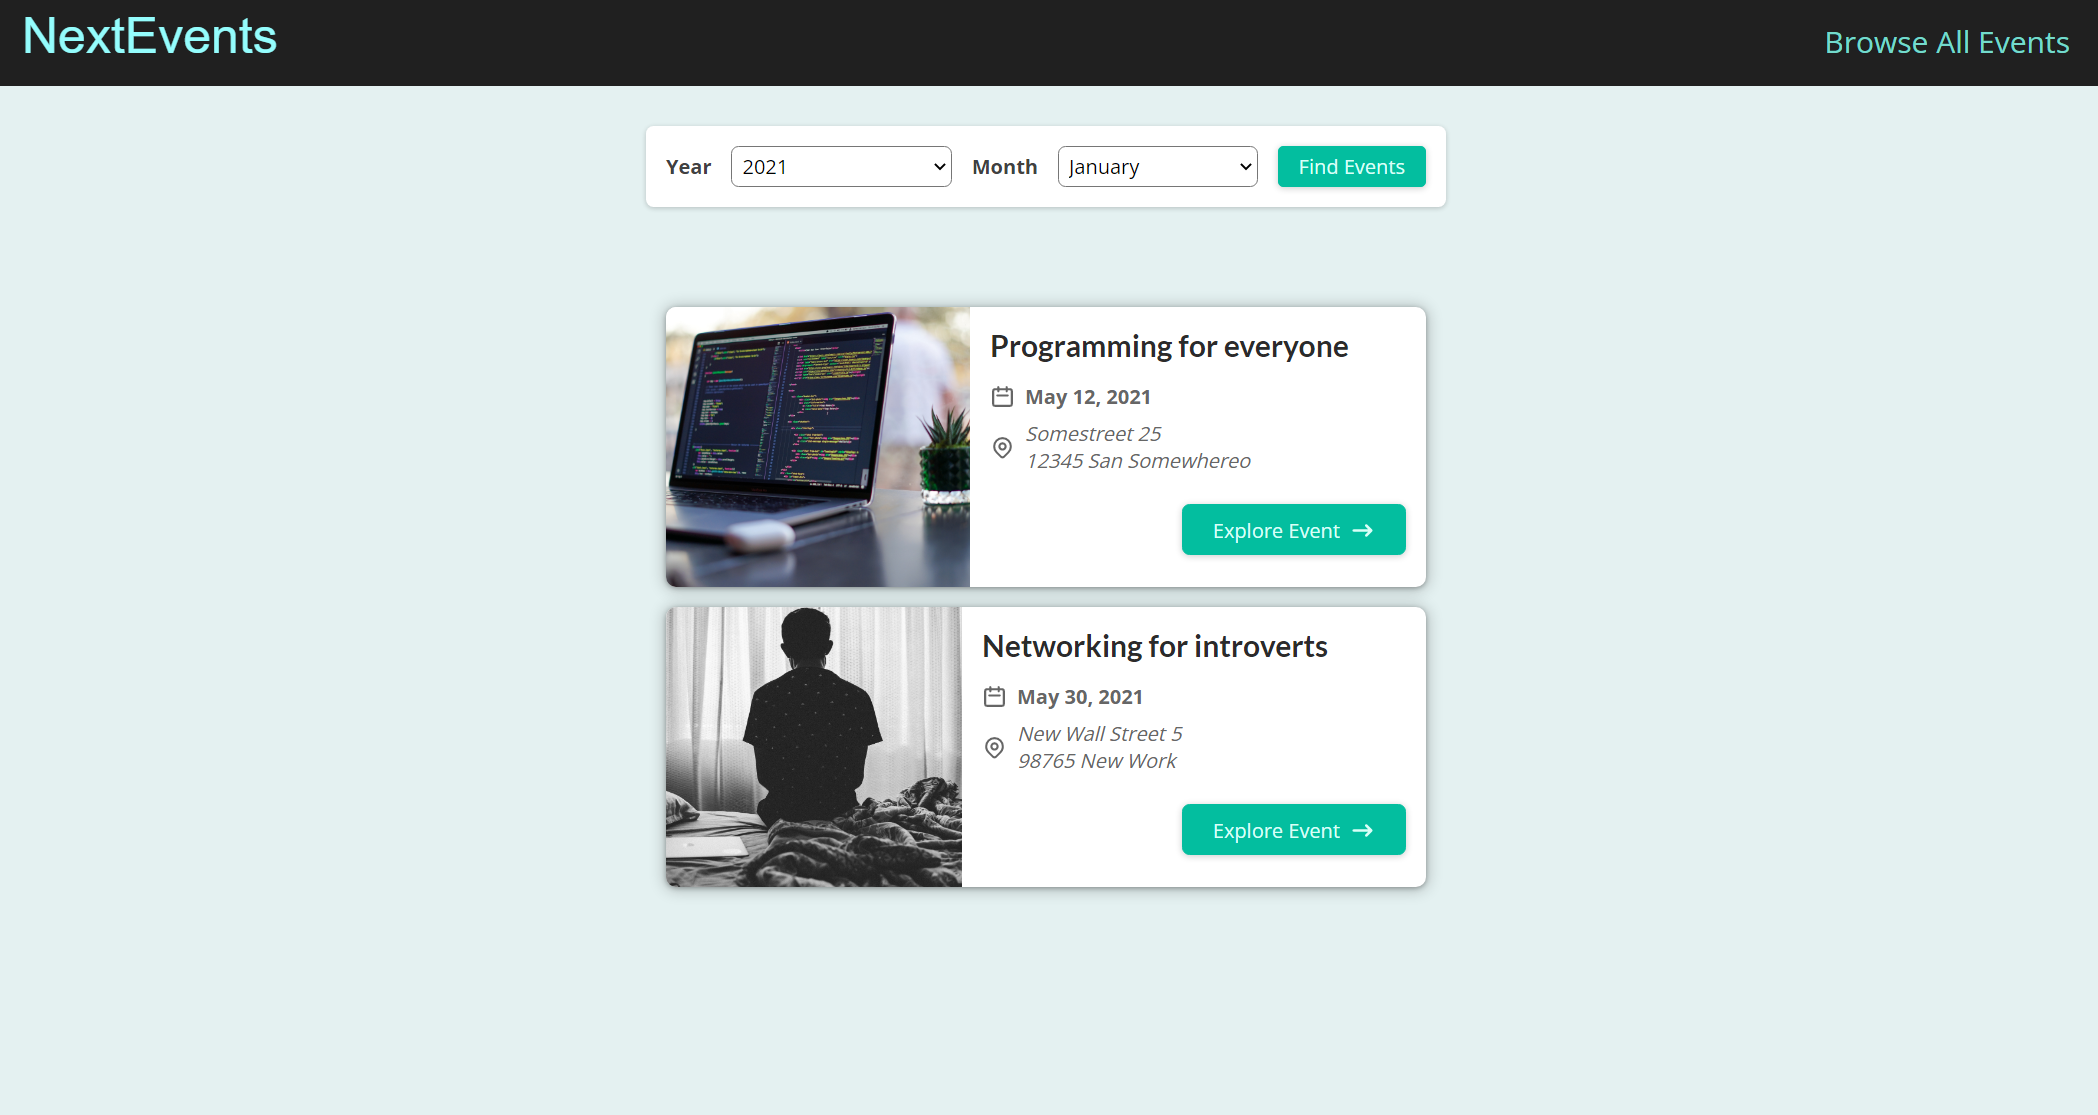 NextEvents
Browse All Events
Year 2021 Month January Find Events
Programming for everyone
May 12, 2021
Somestreet 25
12345 San Somewhereo
Explore Event
Networking for introverts
May 30, 2021
New Wall Street 5
98765 New Work
Explore Event